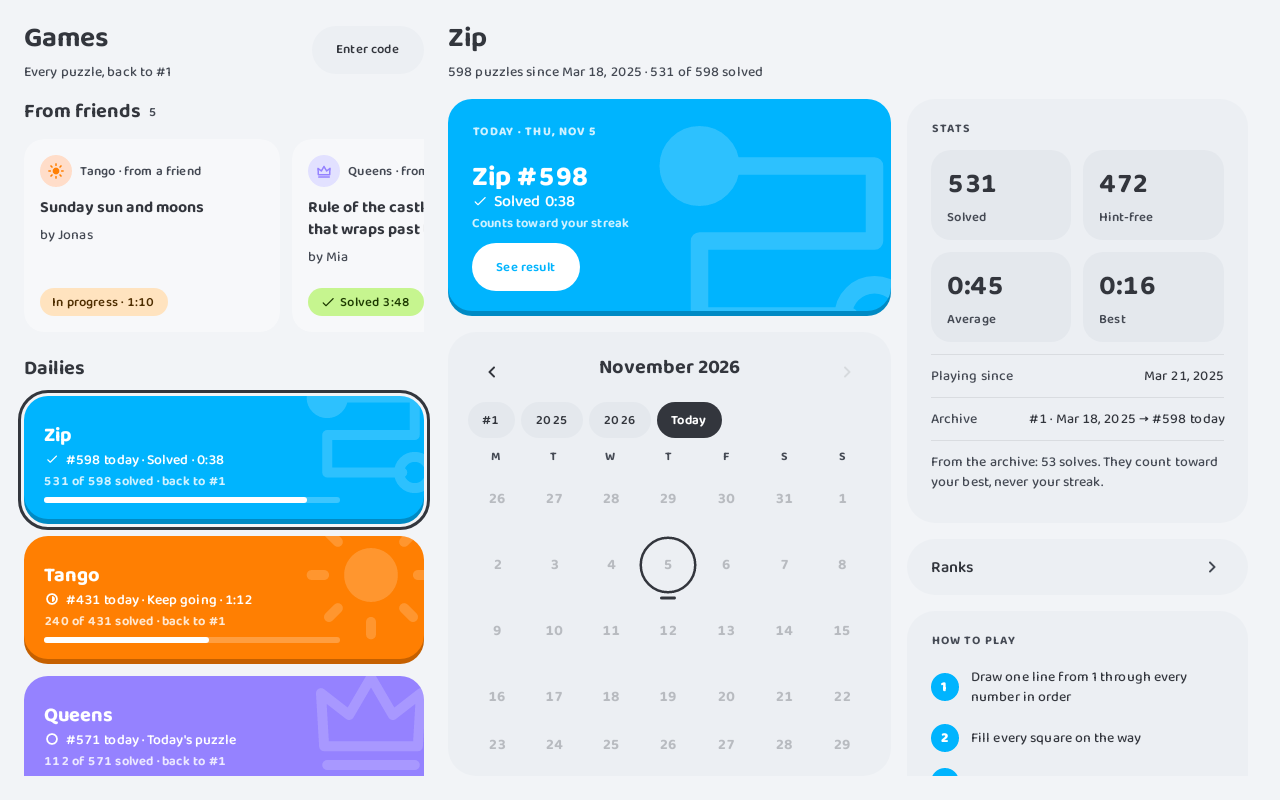 Games
Every puzzle, back to #1
Enter code
From friends 5
Tango · from a friend
Sunday sun and moons
by Jonas
In progress · 1:10
Queens · from
Rule of the
that wraps past
by Mia
Solved 3:48
Dailies
Zip
#598 today · Solved · 0:38
531 of 598 solved · back to #1
Tango
#431 today · Keep going · 1:12
240 of 431 solved · back to #1
Queens
#571 today · Today's puzzle
112 of 571 solved · back to #1
Zip
598 puzzles since Mar 18, 2025 · 531 of 598 solved
TODAY · THU, NOV 5
Zip #598
Solved 0:38
Counts toward your streak
See result
November 2026
#1 2025 2026 Today
M T W T F S S
26 27 28 29 30 31 1
2 3 4 5 6 7 8
9 10 11 12 13 14 15
16 17 18 19 20 21 22
23 24 25 26 27 28 29
STATS
531
Solved
472
Hint-free
0:45
Average
0:16
Best
Playing since Mar 21, 2025
Archive #1 · Mar 18, 2025 → #598 today
From the archive: 53 solves. They count toward
your best, never your streak.
Ranks
HOW TO PLAY
1 Draw one line from 1 through every
number in order
2 Fill every square on the way